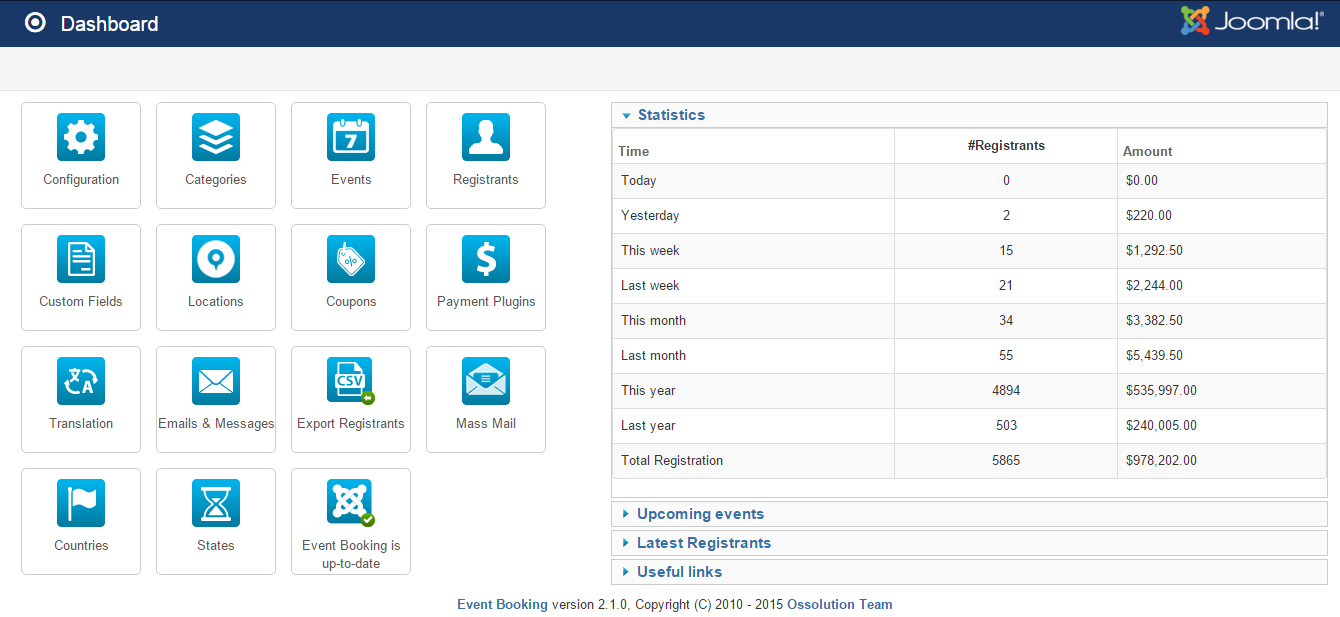 Dashboard
Joomla!®
7
Configuration
Categories
Events
Registrants
%
$
Custom Fields
Locations
Coupons
Payment Plugins
文A
CSV
Translation
Emails & Messages
Export Registrants
Mass Mail
Countries
States
Event Booking is
up-to-date
Statistics
Time #Registrants Amount
Today 0 $0.00
Yesterday 2 $220.00
This week 15 $1,292.50
Last week 21 $2,244.00
This month 34 $3,382.50
Last month 55 $5,439.50
This year 4894 $535,997.00
Last year 503 $240,005.00
Total Registration 5865 $978,202.00
Upcoming events
Latest Registrants
Useful links
Event Booking version 2.1.0, Copyright (C) 2010 - 2015 Ossolution Team